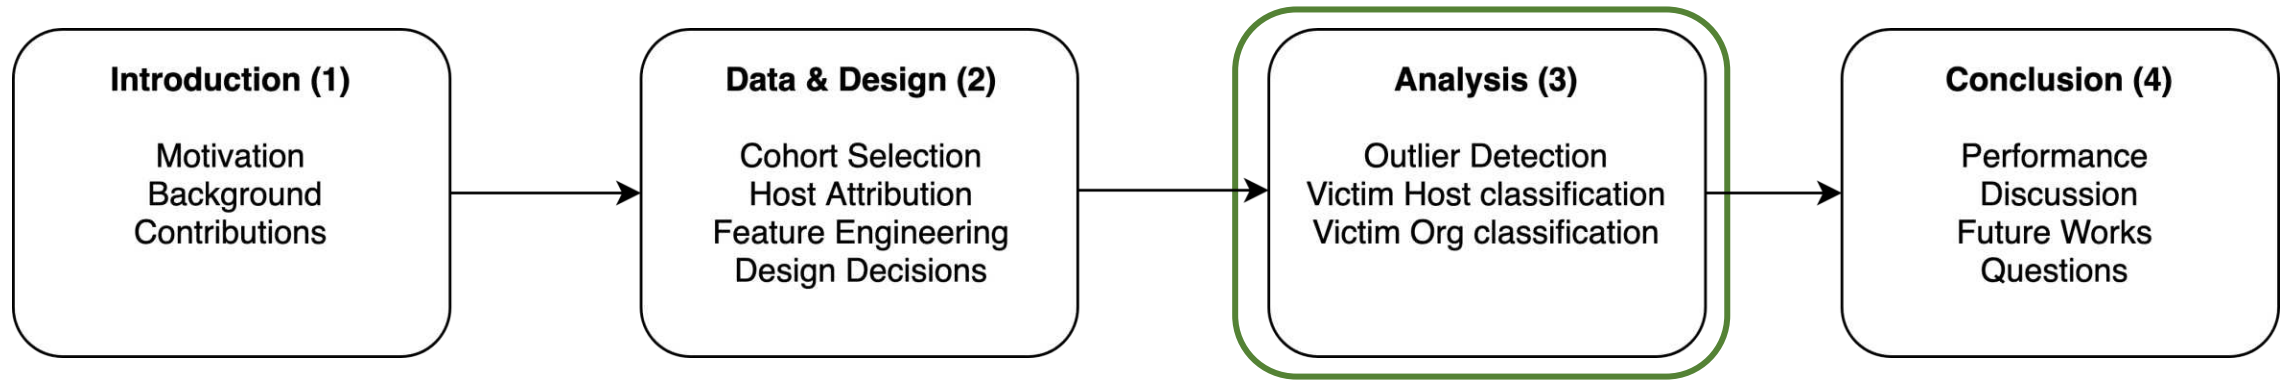 Introduction (1)
Motivation
Background
Contributions
Data & Design (2)
Cohort Selection
Host Attribution
Feature Engineering
Design Decisions
Analysis (3)
Outlier Detection
Victim Host classification
Victim Org classification
Conclusion (4)
Performance
Discussion
Future Works
Questions